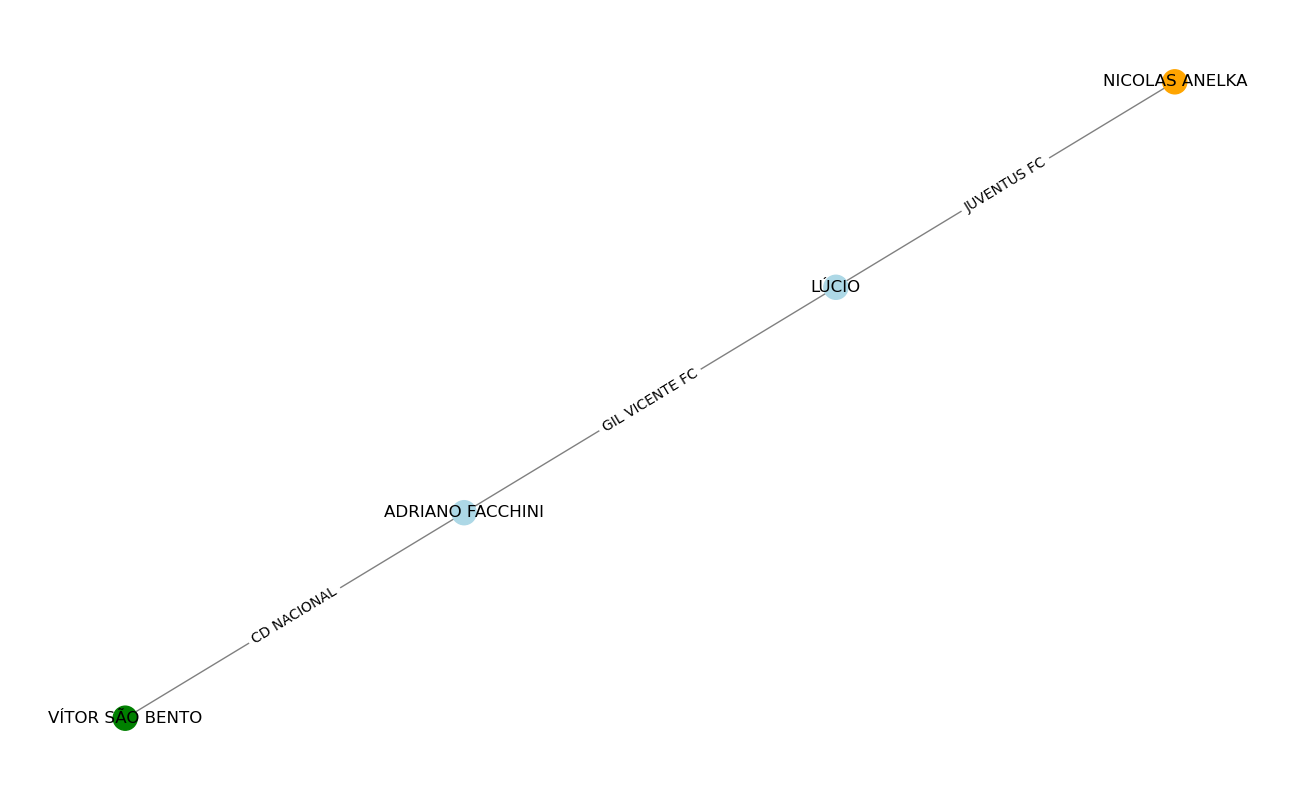 NICOLAS ANELKA
JUVENTUS FC
LÚCIO
GIL VICENTE FC
ADRIANO FACCHINI
CD NACIONAL
VÍTOR SÃO BENTO